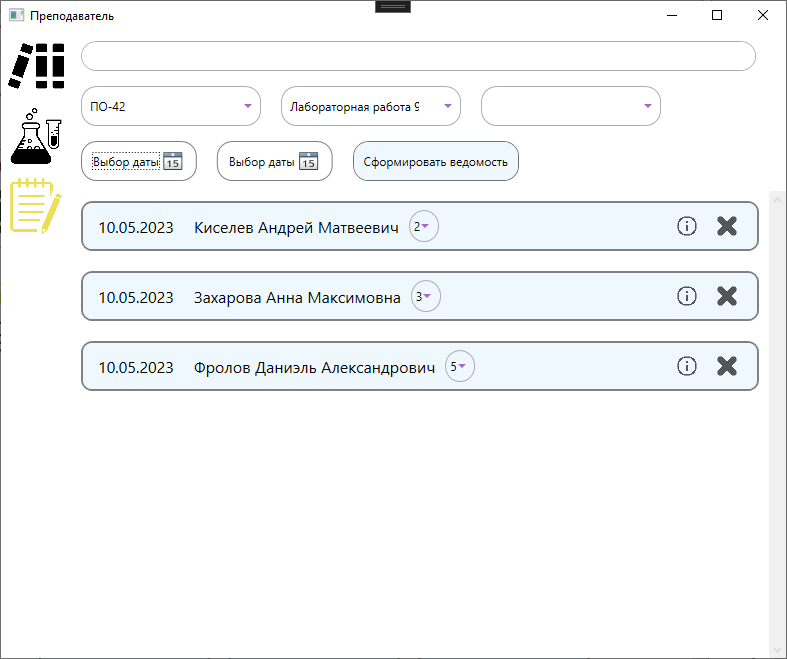 Преподаватель
ПО-42
Лабораторная работа 9
Выбор даты 15
Выбор даты 15
Сформировать ведомость
10.05.2023 Киселев Андрей Матвеевич 2
10.05.2023 Захарова Анна Максимовна 3
10.05.2023 Фролов Даниэль Александрович 5